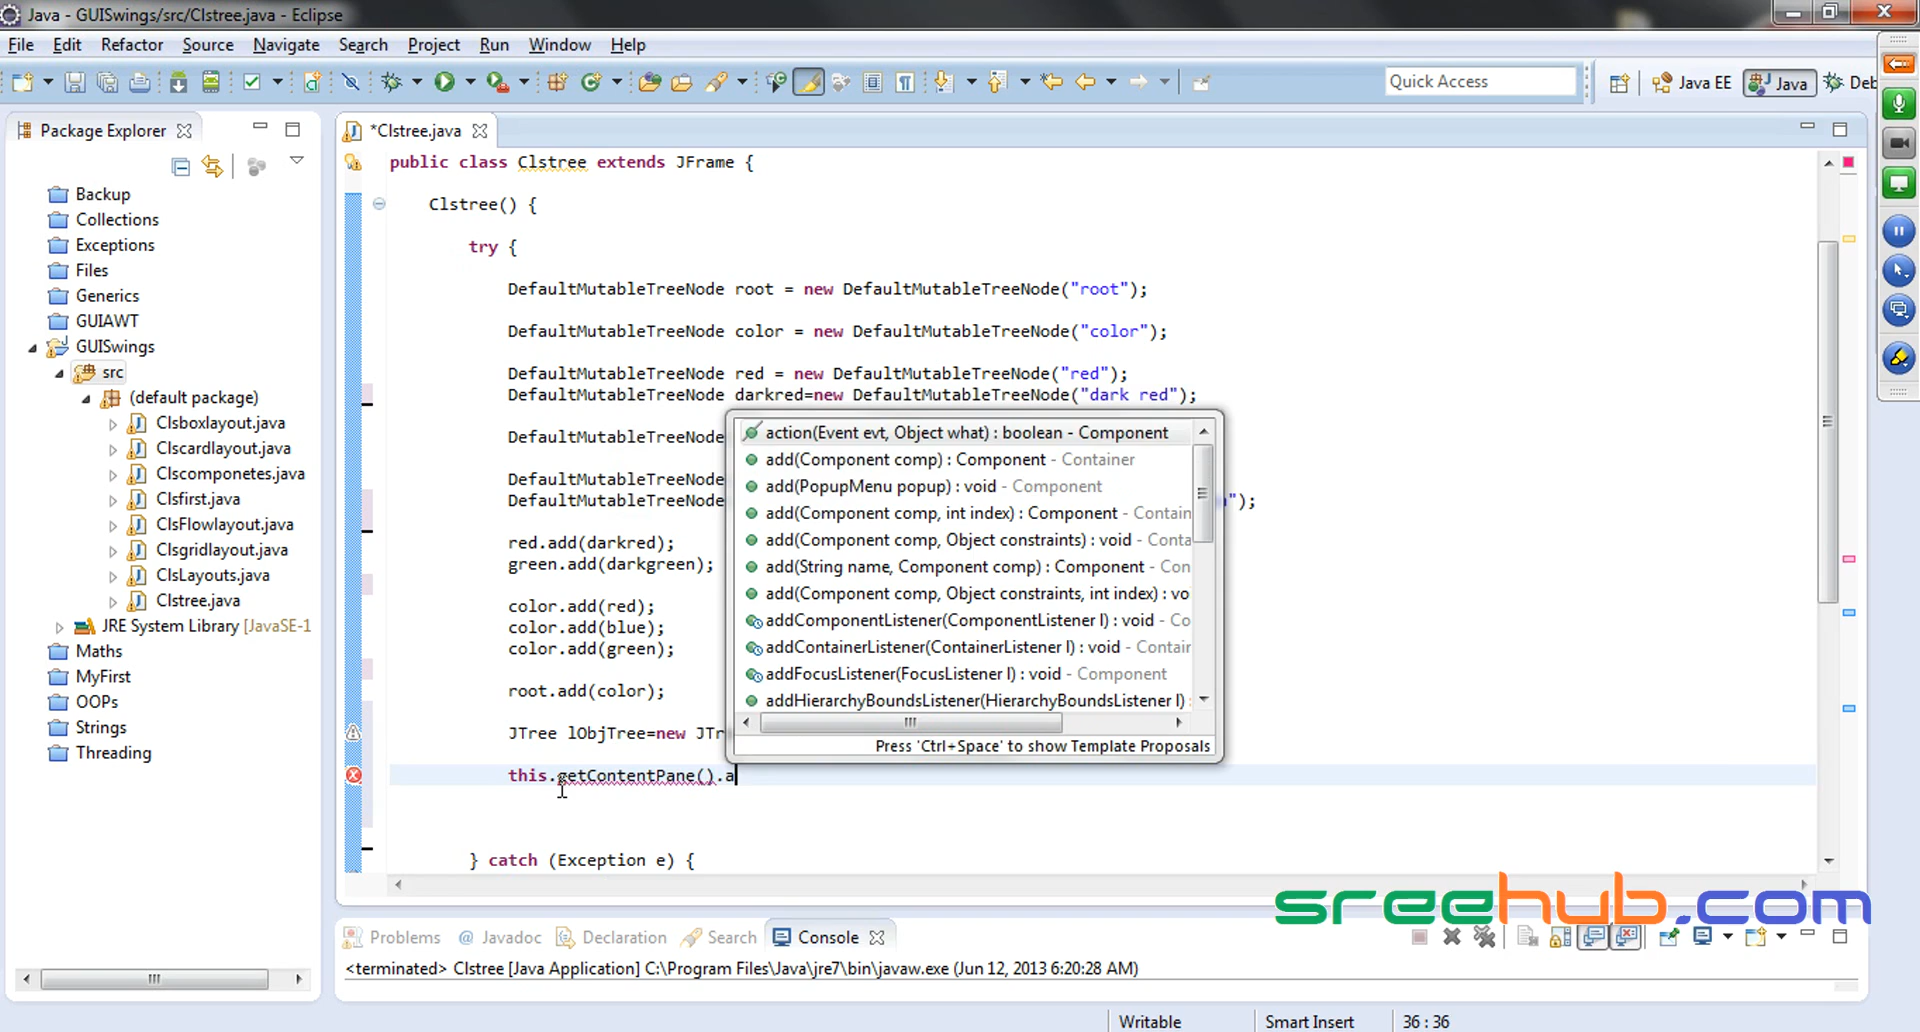 Java - GUISwings/src/Clstree.java - Eclipse
File Edit Refactor Source Navigate Search Project Run Window Help
Quick Access Java EE Java Deb
Package Explorer
*Clstree.java
Backup
Collections
Exceptions
Files
Generics
GUIAWT
GUISwings
src
(default package)
Clsboxlayout.java
Clscardlayout.java
Clscomponetes.java
Clsfirst.java
ClsFlowlayout.java
Clsgridlayout.java
ClsLayouts.java
Clstree.java
JRE System Library [JavaSE-1
Maths
MyFirst
OOPs
Strings
Threading
public class Clstree extends JFrame {
Clstree() {
try {
DefaultMutableTreeNode root = new DefaultMutableTreeNode("root");
DefaultMutableTreeNode color = new DefaultMutableTreeNode("color");
DefaultMutableTreeNode red = new DefaultMutableTreeNode("red");
DefaultMutableTreeNode darkred=new DefaultMutableTreeNode("dark red");
DefaultMutableTreeNode
DefaultMutableTreeNode
DefaultMutableTreeNode ");
red.add(darkred);
green.add(darkgreen);
color.add(red);
color.add(blue);
color.add(green);
root.add(color);
JTree lObjTree=new JTr
this.getContentPane().a
} catch (Exception e) {
action(Event evt, Object what) : boolean - Component
add(Component comp) : Component - Container
add(PopupMenu popup) : void - Component
add(Component comp, int index) : Component - Contain
add(Component comp, Object constraints) : void - Conta
add(String name, Component comp) : Component - Con
add(Component comp, Object constraints, int index) : vo
addComponentListener(ComponentListener l) : void - Co
addContainerListener(ContainerListener l) : void - Contair
addFocusListener(FocusListener l) : void - Component
addHierarchyBoundsListener(HierarchyBoundsListener l) :
Press 'Ctrl+Space' to show Template Proposals
sreehub.com
Problems @ Javadoc Declaration Search Console
<terminated> Clstree [Java Application] C:\Program Files\Java\jre7\bin\javaw.exe (Jun 12, 2013 6:20:28 AM)
Writable Smart Insert 36 : 36